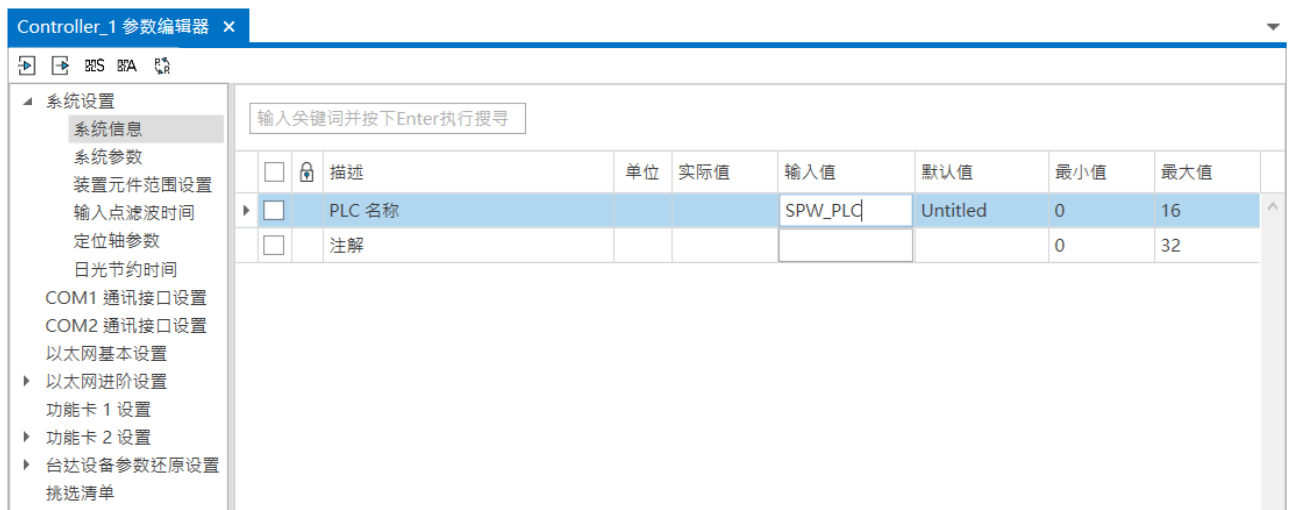 Controller_1 参数编辑器 ×
系统设置
系统信息
系统参数
装置元件范围设置
输入点滤波时间
定位轴参数
日光节约时间
COM1 通讯接口设置
COM2 通讯接口设置
以太网基本设置
以太网进阶设置
功能卡 1 设置
功能卡 2 设置
台达设备参数还原设置
挑选清单
输入关键词并按下Enter执行搜寻
描述 单位 实际值 输入值 默认值 最小值 最大值
PLC 名称 SPW_PLC Untitled 0 16
注解 0 32